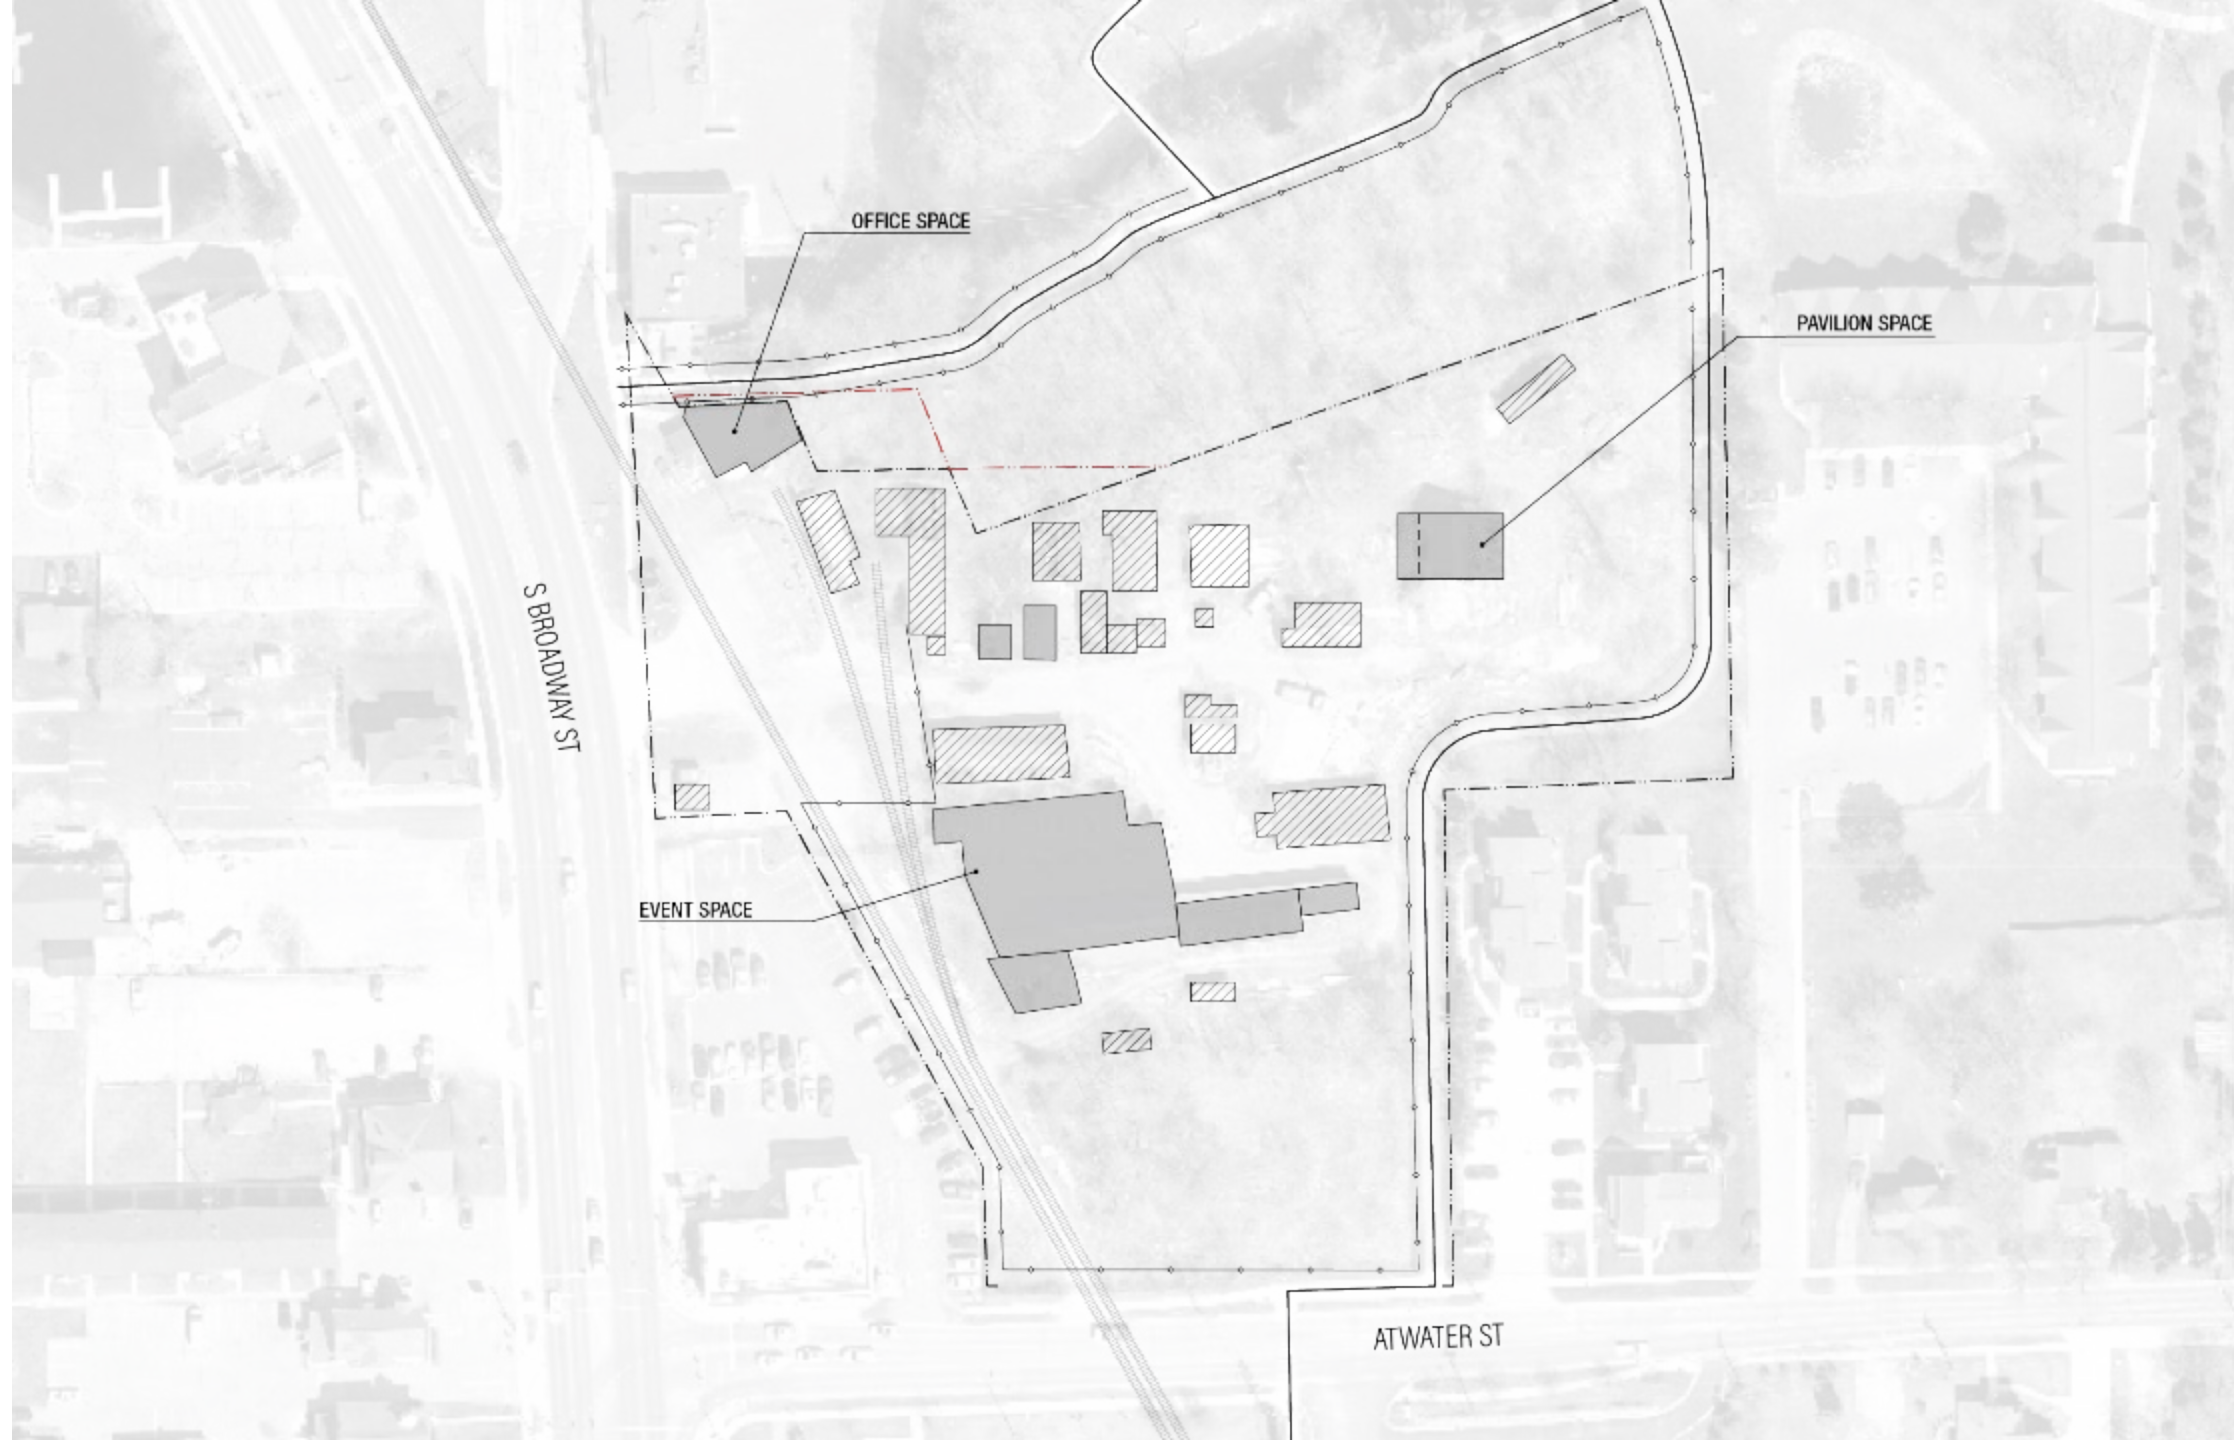 OFFICE SPACE
PAVILION SPACE
S BROADWAY ST
EVENT SPACE
ATWATER ST